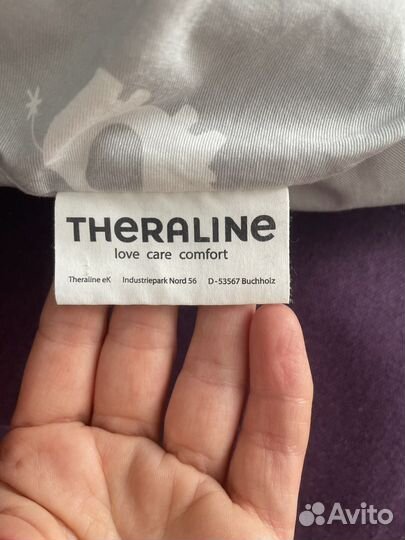 THERALINE
love care comfort
Theraline eK Industriepark Nord 56 D-53567 Buchholz
Avito